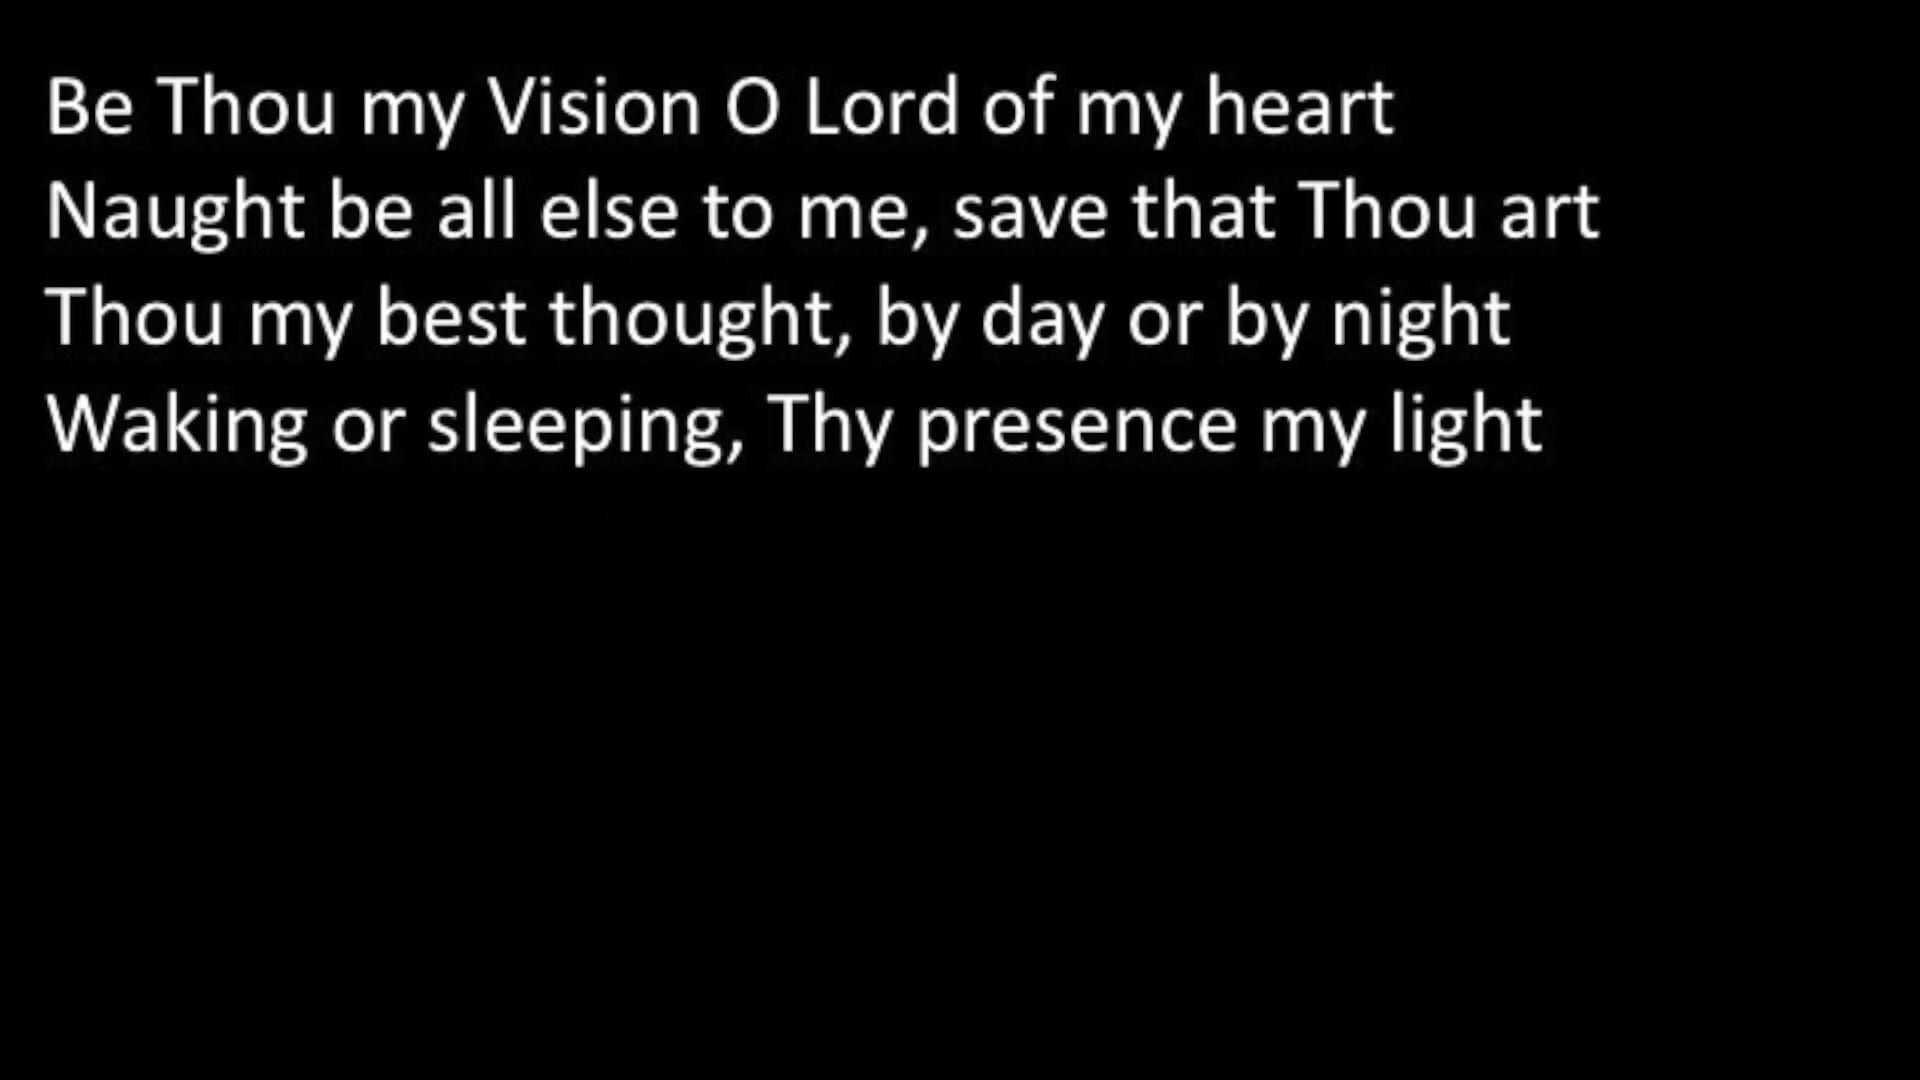 Be Thou my Vision O Lord of my heart
Naught be all else to me, save that Thou art
Thou my best thought, by day or by night
Waking or sleeping, Thy presence my light